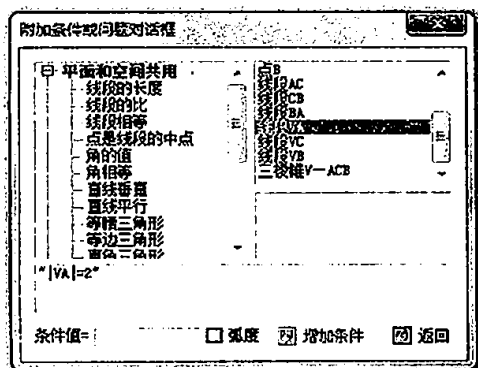 附加条件或问题对话框
平面和空间共用
线段的长度
线段的比
线段相等
点是线段的中点
角的值
角相等
直线垂直
直线平行
等腰三角形
等边三角形
直角三角形
点B
线段AC
线段CB
线段BA
线段VC
线段VB
三棱锥V-ACB
"|VA|=2"
条件值=
弧度
增加条件
返回